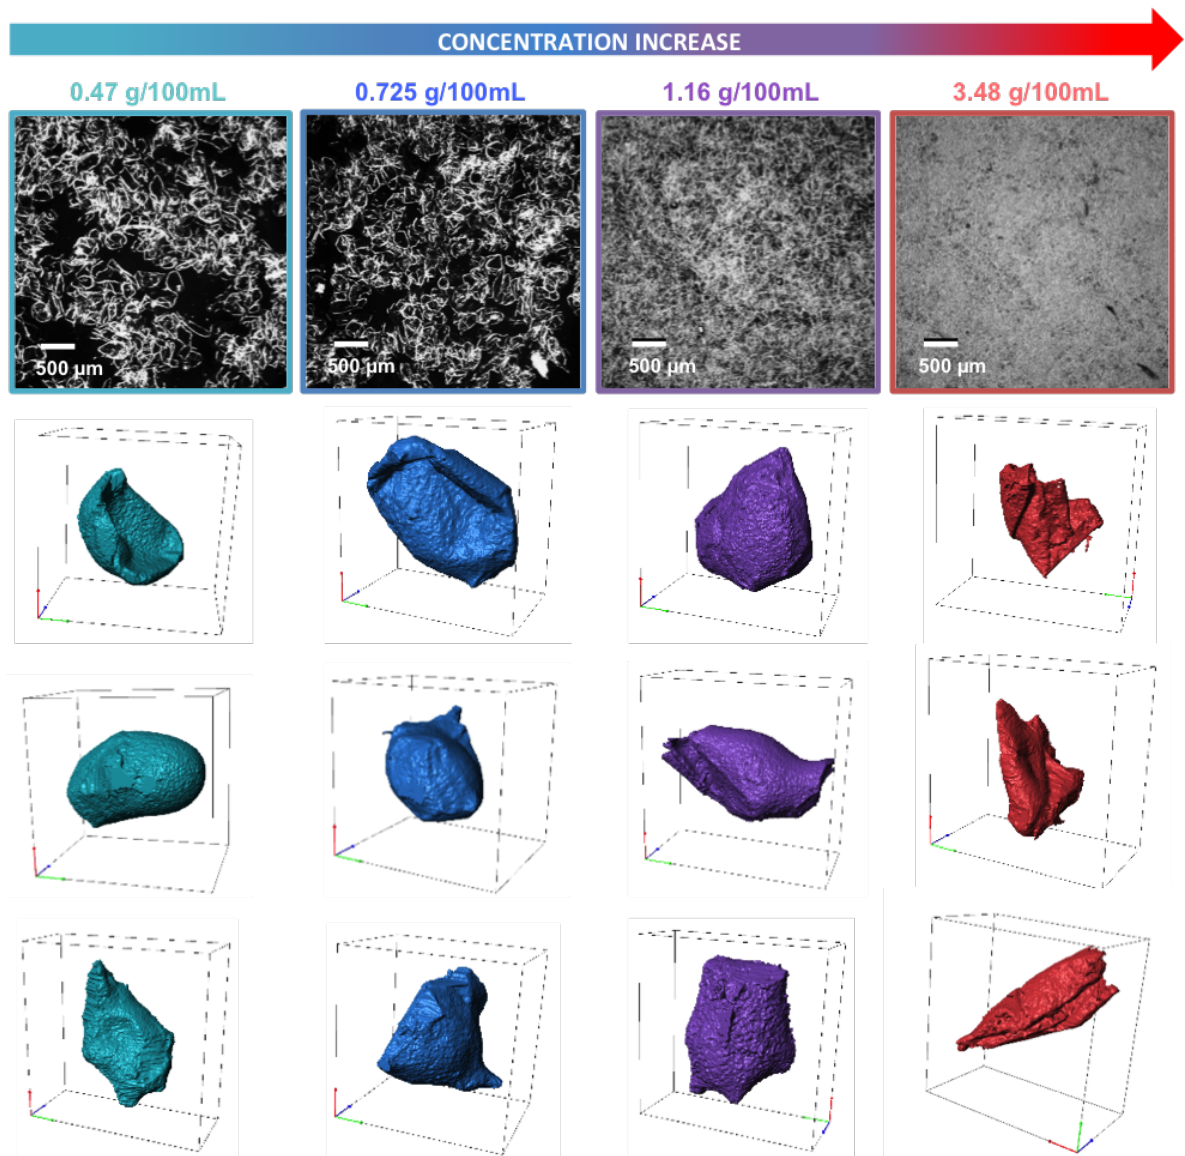 CONCENTRATION INCREASE
0.47 g/100mL
0.725 g/100mL
1.16 g/100mL
3.48 g/100mL
500 µm
500 µm
500 µm
500 µm